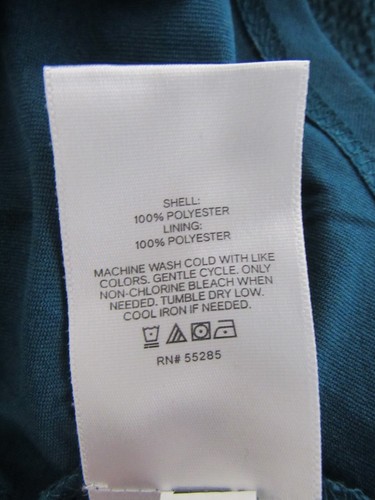 SHELL:
100% POLYESTER
LINING:
100% POLYESTER
MACHINE WASH COLD WITH LIKE
COLORS. GENTLE CYCLE. ONLY
NON-CHLORINE BLEACH WHEN
NEEDED. TUMBLE DRY LOW.
COOL IRON IF NEEDED.
RN# 55285